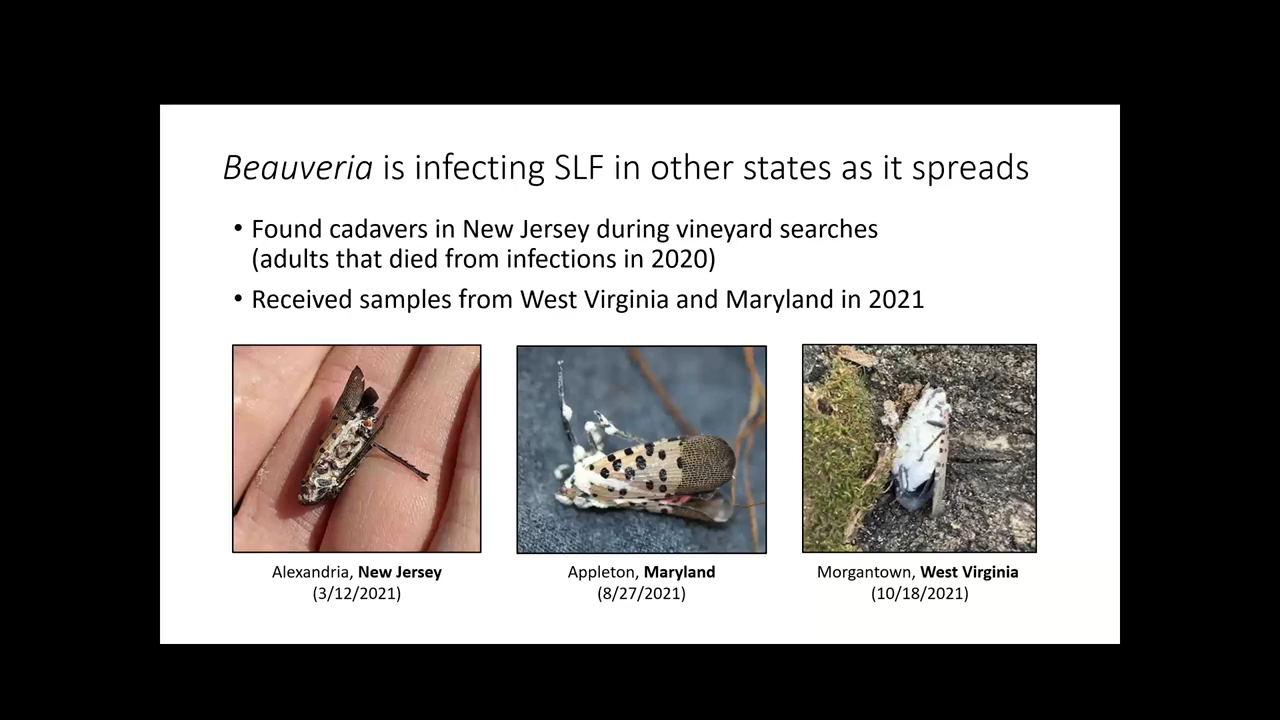 Beauveria is infecting SLF in other states as it spreads
• Found cadavers in New Jersey during vineyard searches
(adults that died from infections in 2020)
• Received samples from West Virginia and Maryland in 2021
Alexandria, New Jersey
(3/12/2021)
Appleton, Maryland
(8/27/2021)
Morgantown, West Virginia
(10/18/2021)